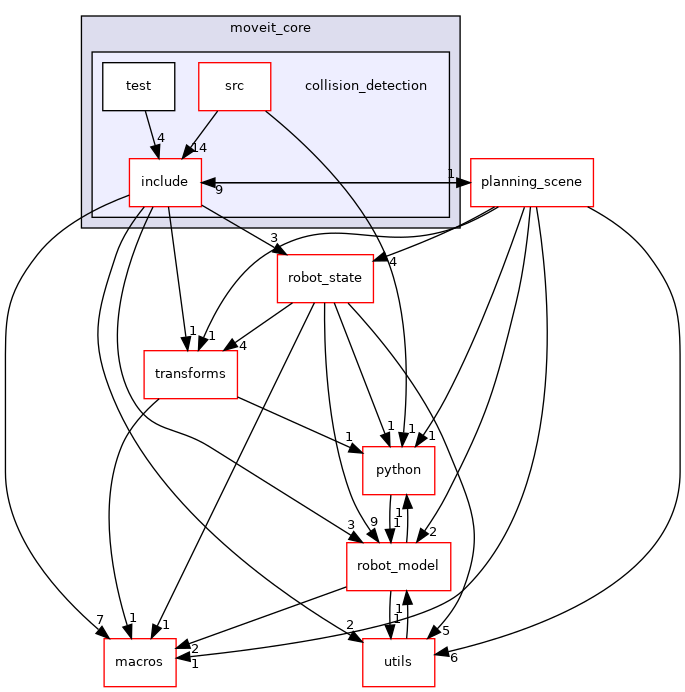 moveit_core
test
src
collision_detection
4
14
include
9
1
planning_scene
3
robot_state
4
1
1
4
transforms
1
1
1
1
python
9
3
1
1
2
robot_model
7
1
1
2
1
1
5
2
1
6
macros
utils